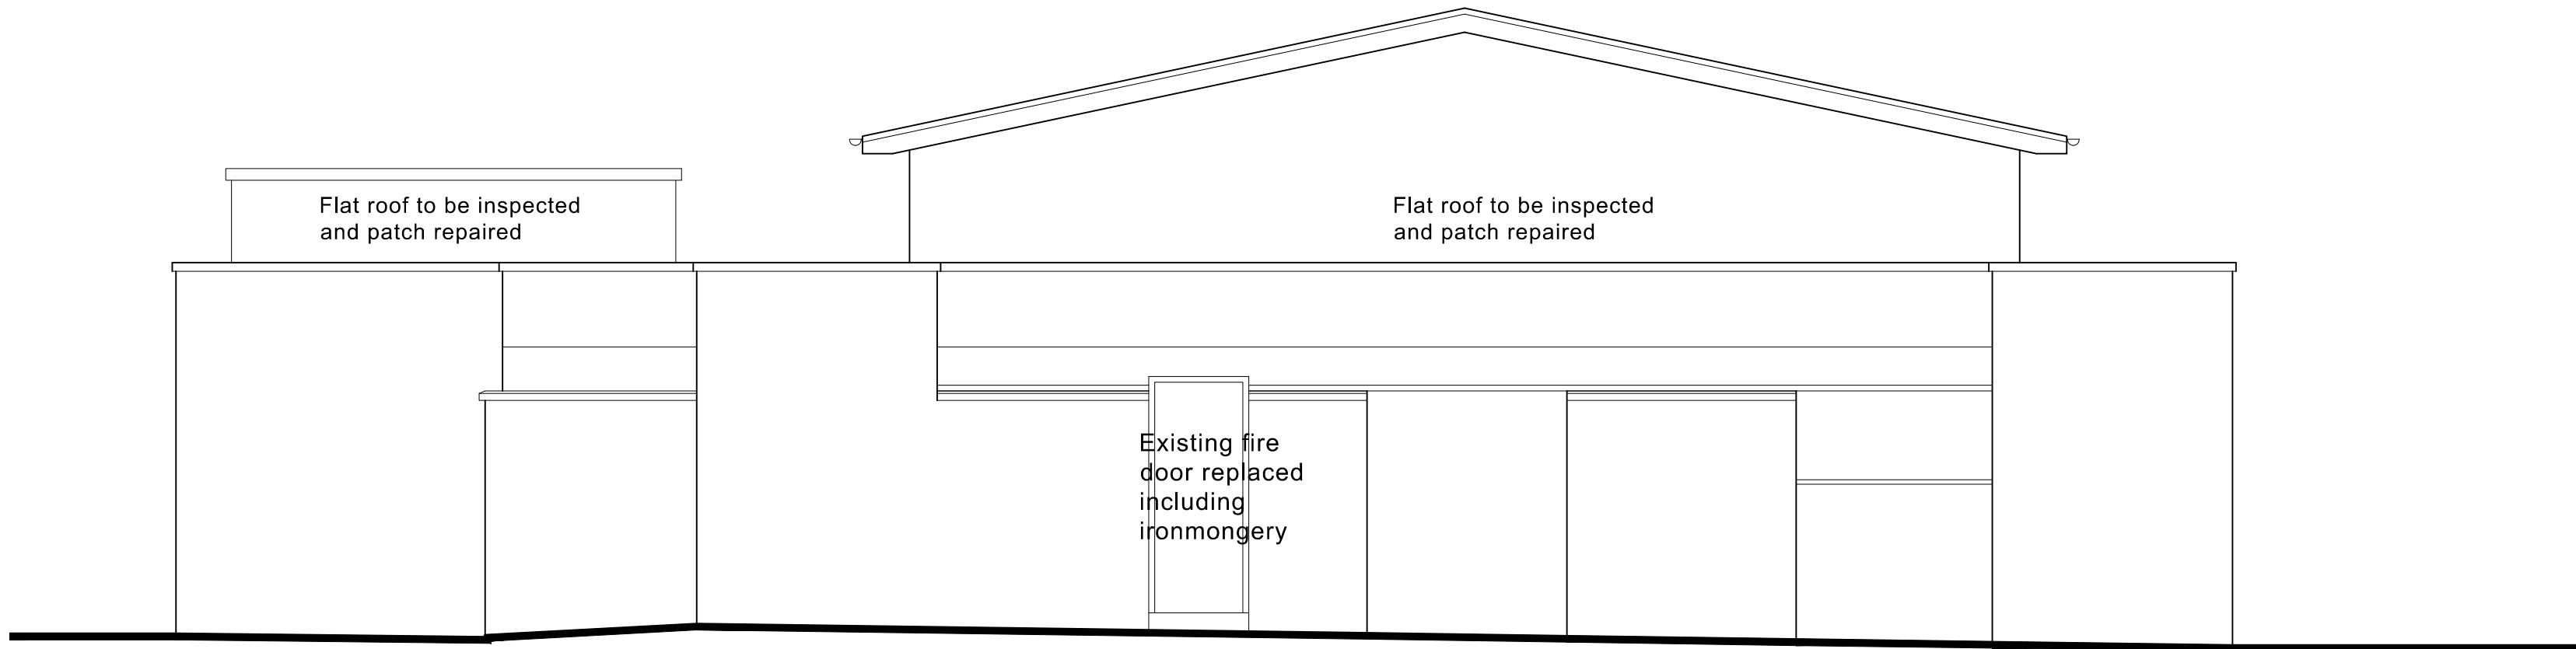 Flat roof to be inspected
and patch repaired
Flat roof to be inspected
and patch repaired
Existing fire
door replaced
including
ironmongery